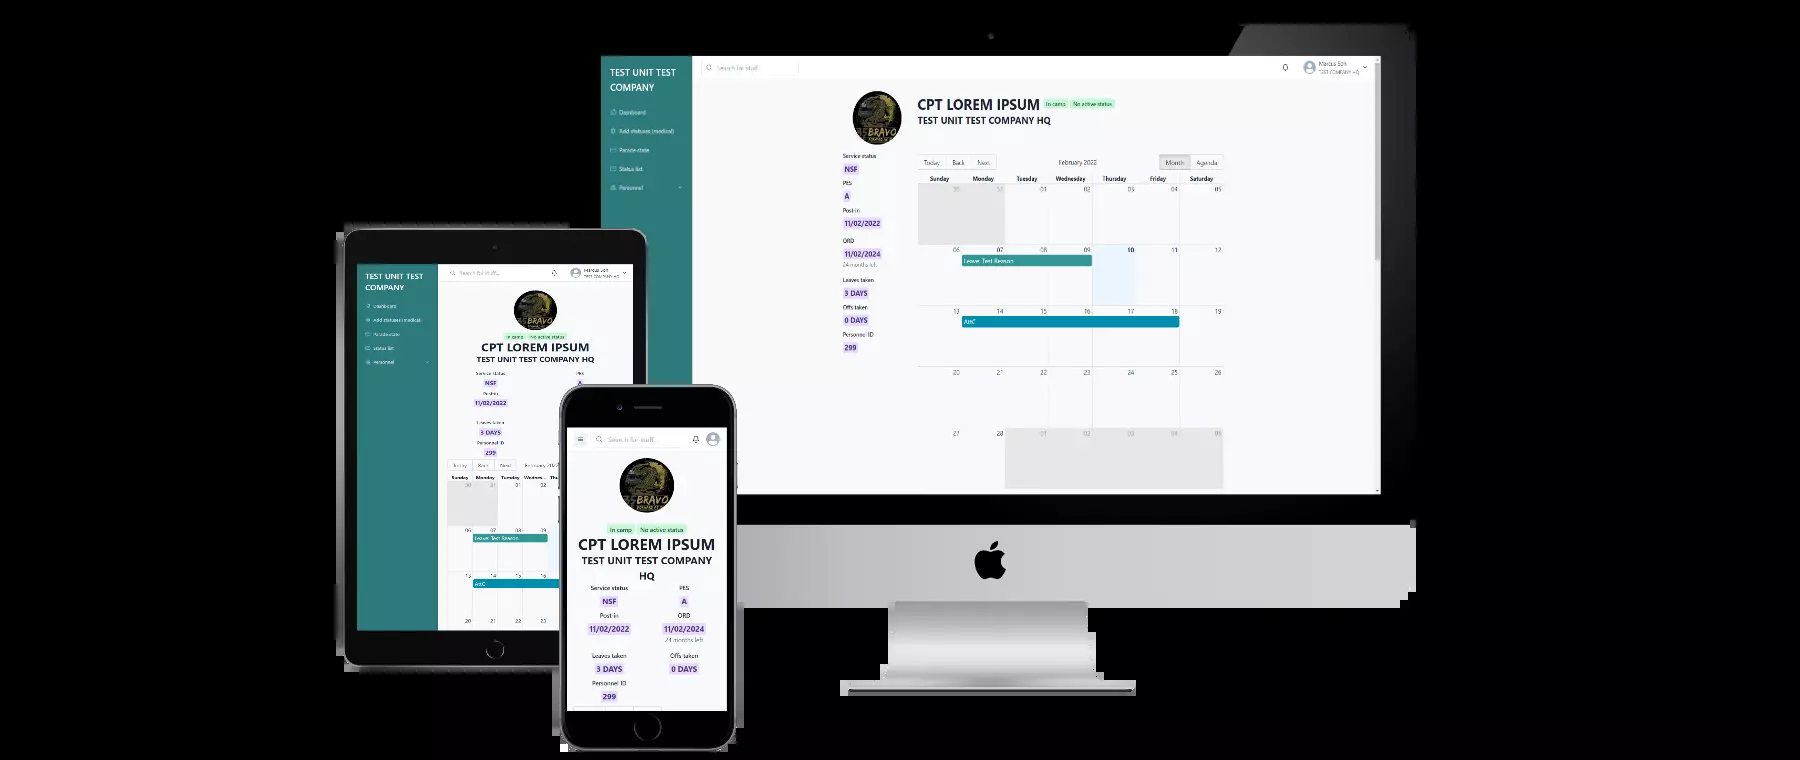 TEST UNIT TEST
COMPANY
Dashboard
Add statuses (medical)
Parade state
Status list
Personnel
Search for staff...
Marcus Soh
TEST COMPANY HQ
35 BRAVO
CPT LOREM IPSUM In camp No active status
TEST UNIT TEST COMPANY HQ
Service status
NSF
PES
A
Post-in
11/02/2022
ORD
11/02/2024
24 months left
Leaves taken
3 DAYS
Offs taken
0 DAYS
Personnel ID
299
Today Back Next February 2022 Month Agenda
Sunday Monday Tuesday Wednesday Thursday Friday Saturday
30 31 01 02 03 04 05
06 07 08 09 10 11 12
Leave: Test Reason
13 14 15 16 17 18 19
AttC
20 21 22 23 24 25 26
27 28 01 02 03 04 05
TEST UNIT TEST
COMPANY
Dashboard
Add statuses (medical)
Parade state
Status list
Personnel
Search for staff...
Marcus Soh
TEST COMPANY HQ
35 BRAVO
In camp No active status
CPT LOREM IPSUM
TEST UNIT TEST COMPANY HQ
Service status PES
NSF A
Post-in
11/02/2022
Leaves taken
3 DAYS
Personnel ID
299
Today Back Next February 2022
Sunday Monday Tuesday Wednes... Thu
30 31 01 02
06 07 08 09
Leave: Test Reason
13 14 15 16
AttC
20 21 22 23
Search for staff...
35 BRAVO
In camp No active status
CPT LOREM IPSUM
TEST UNIT TEST COMPANY
HQ
Service status PES
NSF A
Post-in ORD
11/02/2022 11/02/2024
24 months left
Leaves taken Offs taken
3 DAYS 0 DAYS
Personnel ID
299